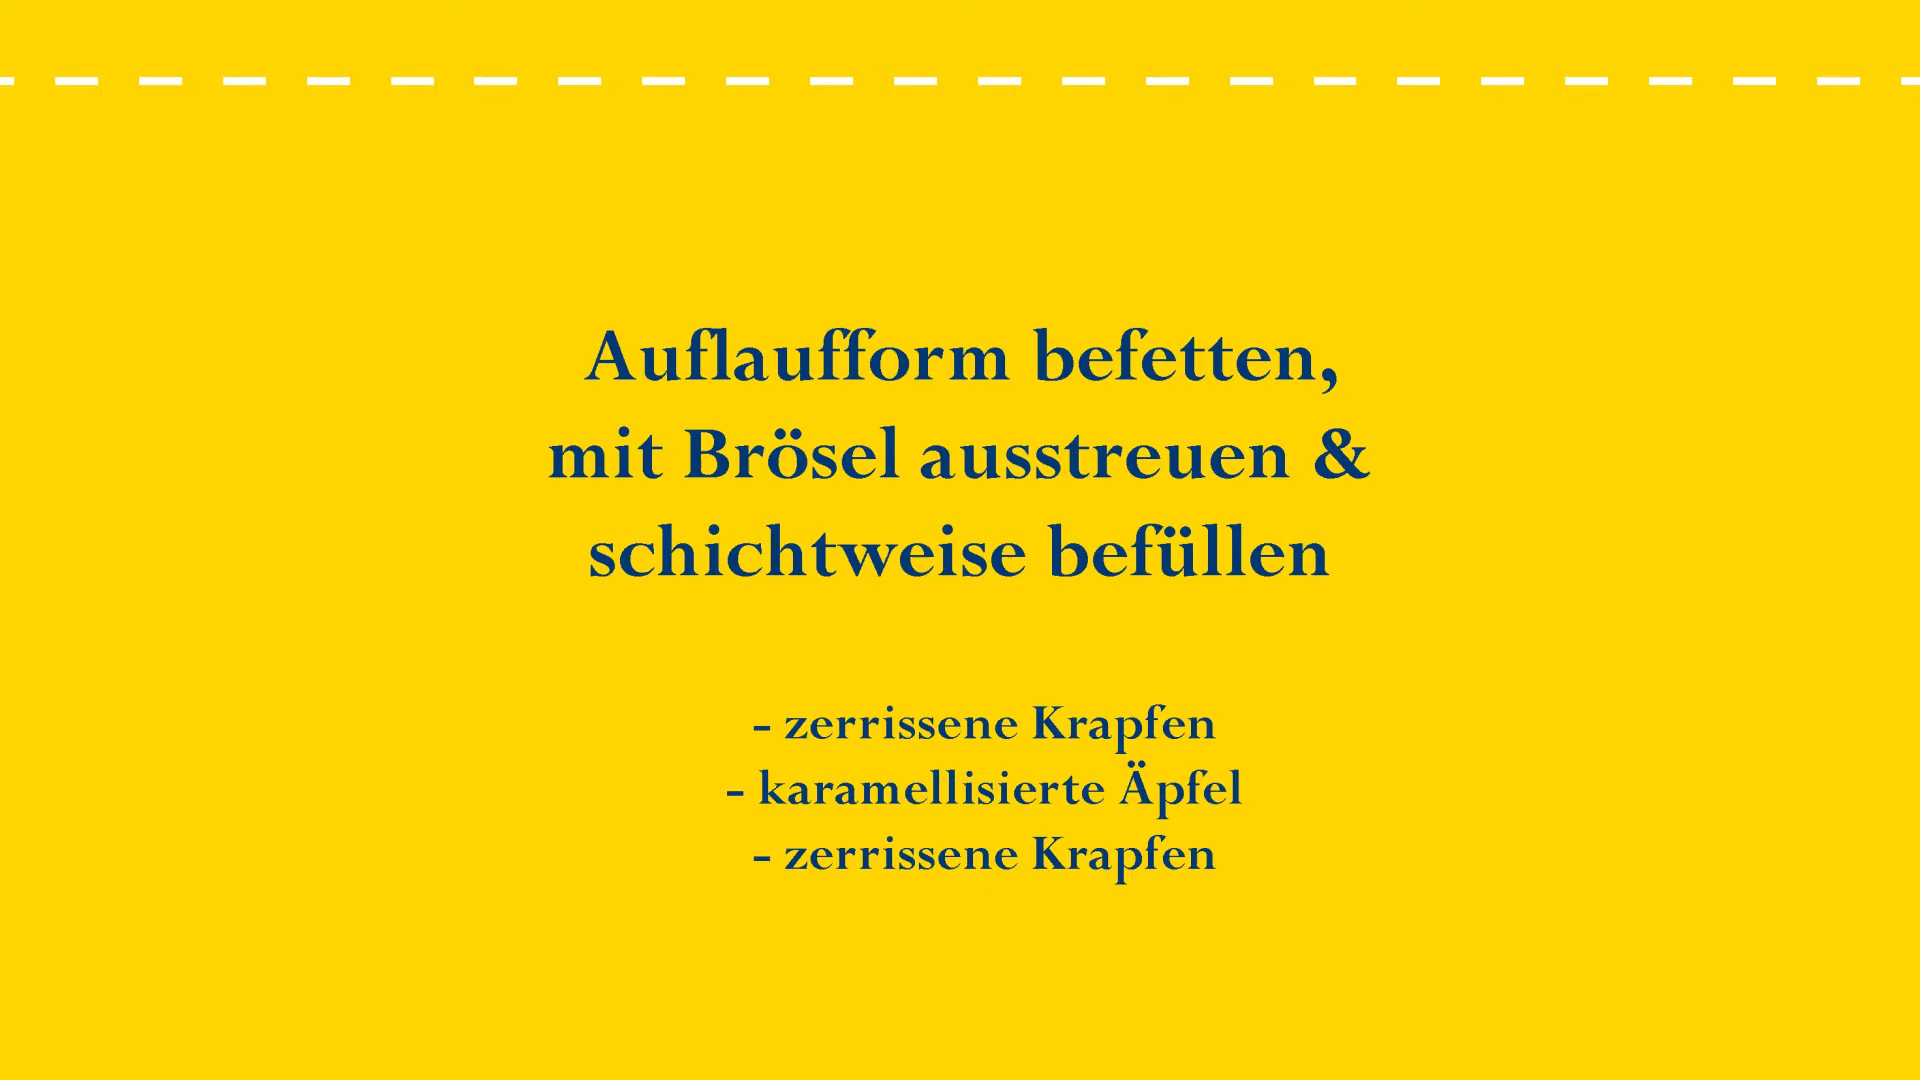 Auflaufform befetten,
mit Brösel ausstreuen &
schichtweise befüllen
- zerrissene Krapfen
- karamellisierte Äpfel
- zerrissene Krapfen